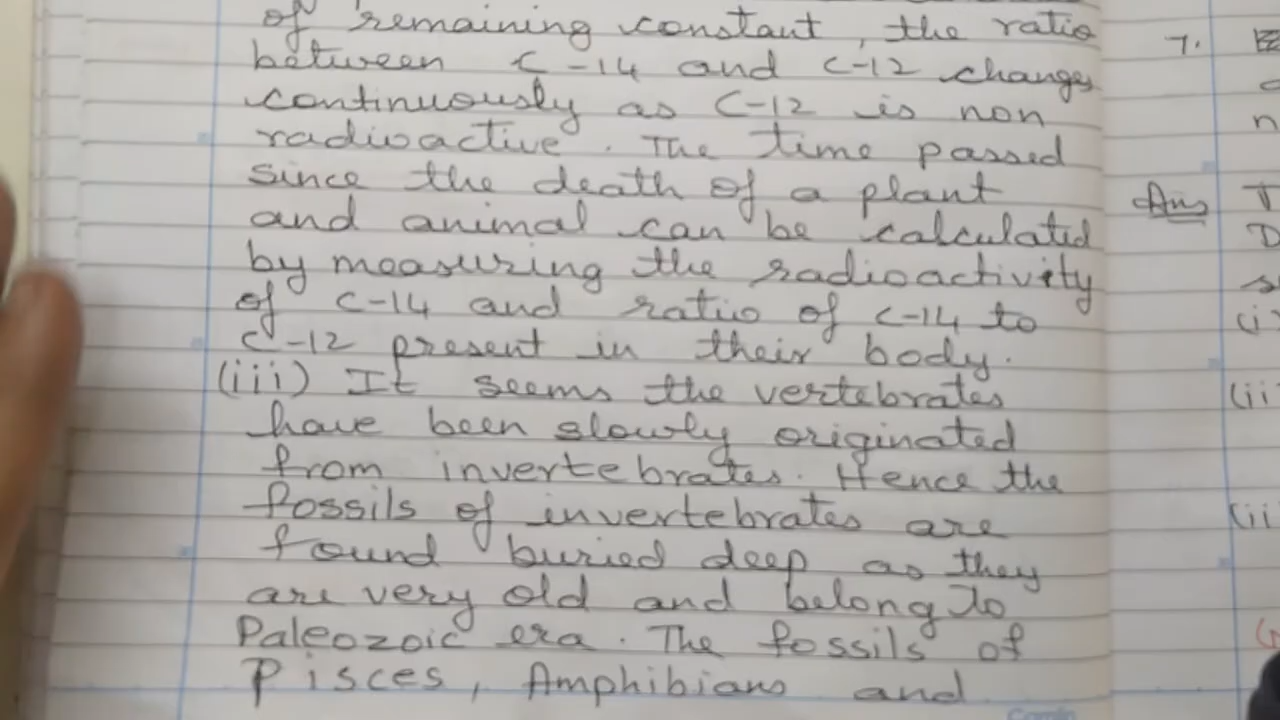 of remaining constant, the ratio
between C-14 and C-12 changes
continuously as C-12 is non
radioactive. The time passed
since the death of a plant
and animal can be calculated
by measuring the radioactivity
of C-14 and ratio of C-14 to
C-12 present in their body.
(iii) It seems the vertebrates
have been slowly originated
from invertebrates. Hence the
fossils of invertebrates are
found buried deep as they
are very old and belong to
Paleozoic era. The fossils of
Pisces, Amphibians and
7.
Ans
(i
(ii
(ii